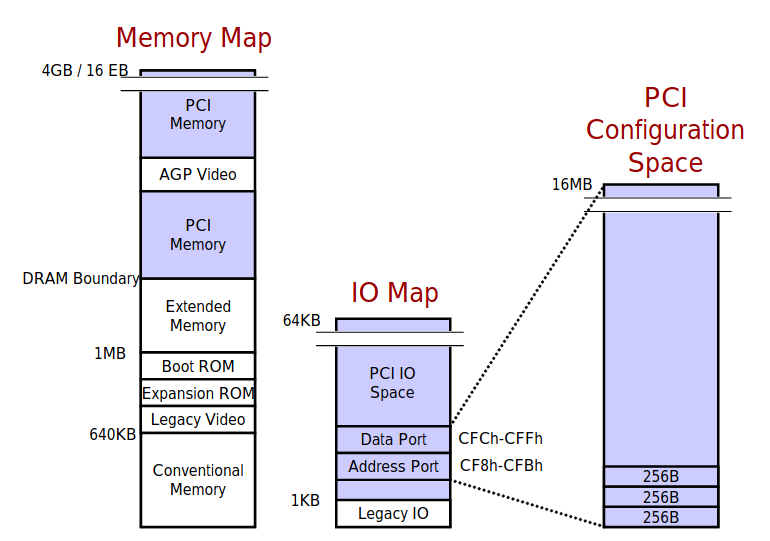 Memory Map
4GB / 16 EB
PCI
Memory
AGP Video
PCI
Memory
DRAM Boundary
Extended
Memory
1MB
Boot ROM
Expansion ROM
Legacy Video
640KB
Conventional
Memory
IO Map
64KB
PCI IO
Space
Data Port
CFCh-CFFh
Address Port
CF8h-CFBh
1KB
Legacy IO
PCI
Configuration
Space
16MB
256B
256B
256B